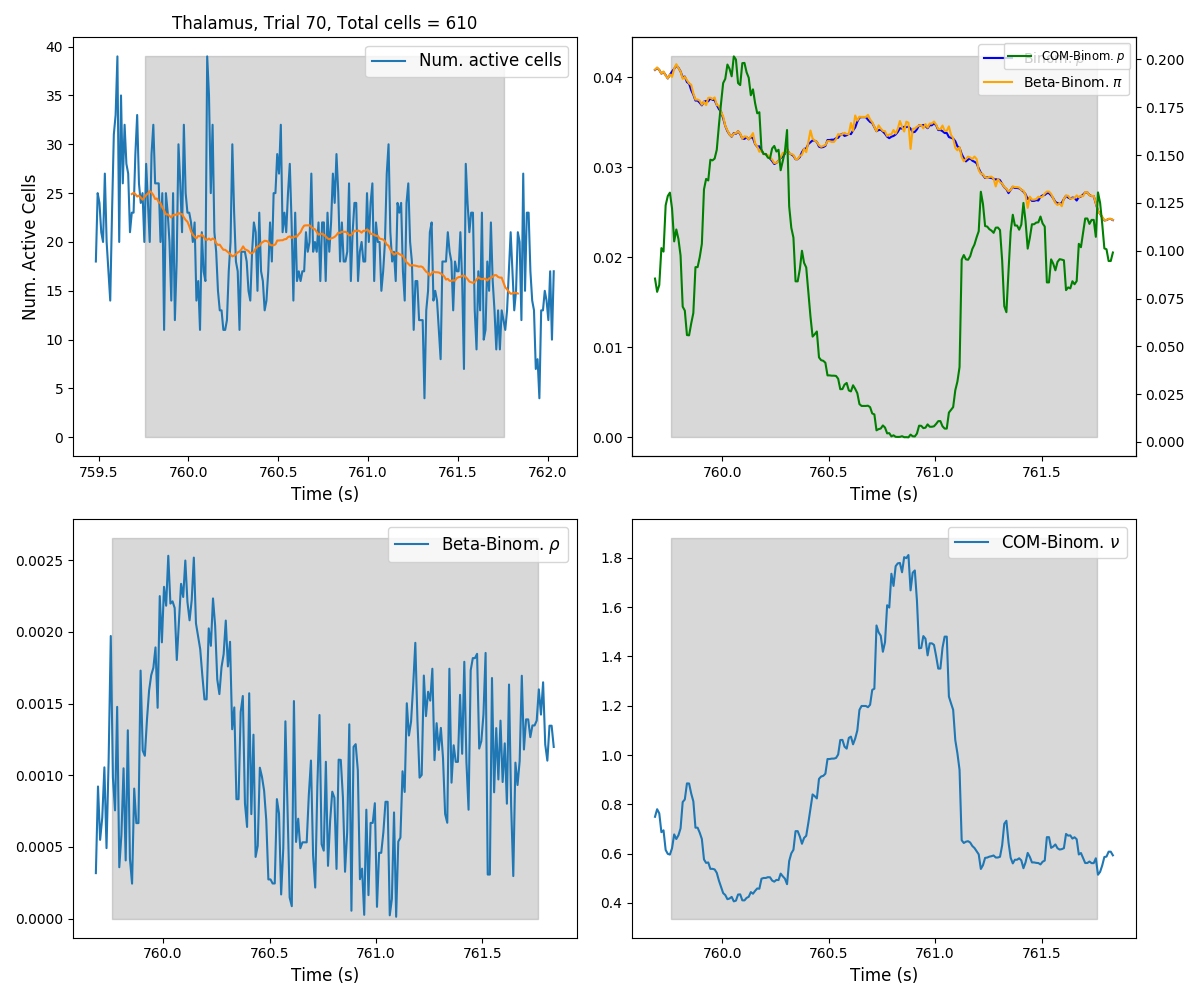 Thalamus, Trial 70, Total cells = 610
Num. active cells
Num. Active Cells
40
35
30
25
20
15
10
5
0
759.5 760.0 760.5 761.0 761.5 762.0
Time (s)
COM-Binom. p
Beta-Binom. π
0.04
0.03
0.02
0.01
0.00
0.200
0.175
0.150
0.125
0.100
0.075
0.050
0.025
0.000
760.0 760.5 761.0 761.5
Time (s)
Beta-Binom. ρ
0.0025
0.0020
0.0015
0.0010
0.0005
0.0000
760.0 760.5 761.0 761.5
Time (s)
COM-Binom. ν
1.8
1.6
1.4
1.2
1.0
0.8
0.6
0.4
760.0 760.5 761.0 761.5
Time (s)